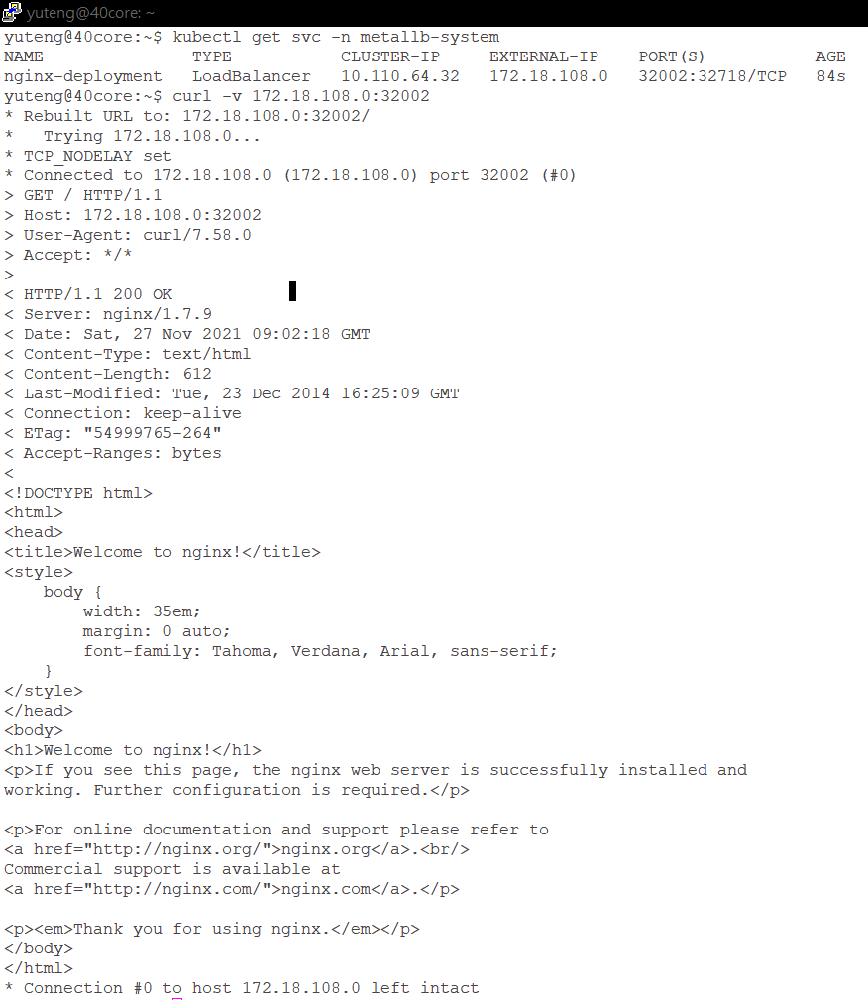 yuteng@40core: ~
yuteng@40core:~$ kubectl get svc -n metallb-system
NAME TYPE CLUSTER-IP EXTERNAL-IP PORT(S) AGE
nginx-deployment LoadBalancer 10.110.64.32 172.18.108.0 32002:32718/TCP 84s
yuteng@40core:~$ curl -v 172.18.108.0:32002
* Rebuilt URL to: 172.18.108.0:32002/
*   Trying 172.18.108.0...
* TCP_NODELAY set
* Connected to 172.18.108.0 (172.18.108.0) port 32002 (#0)
> GET / HTTP/1.1
> Host: 172.18.108.0:32002
> User-Agent: curl/7.58.0
> Accept: */*
>
< HTTP/1.1 200 OK
< Server: nginx/1.7.9
< Date: Sat, 27 Nov 2021 09:02:18 GMT
< Content-Type: text/html
< Content-Length: 612
< Last-Modified: Tue, 23 Dec 2014 16:25:09 GMT
< Connection: keep-alive
< ETag: "54999765-264"
< Accept-Ranges: bytes
<
<!DOCTYPE html>
<html>
<head>
<title>Welcome to nginx!</title>
<style>
    body {
        width: 35em;
        margin: 0 auto;
        font-family: Tahoma, Verdana, Arial, sans-serif;
    }
</style>
</head>
<body>
<h1>Welcome to nginx!</h1>
<p>If you see this page, the nginx web server is successfully installed and
working. Further configuration is required.</p>

<p>For online documentation and support please refer to
<a href="http://nginx.org/">nginx.org</a>.<br/>
Commercial support is available at
<a href="http://nginx.com/">nginx.com</a>.</p>

<p><em>Thank you for using nginx.</em></p>
</body>
</html>
* Connection #0 to host 172.18.108.0 left intact